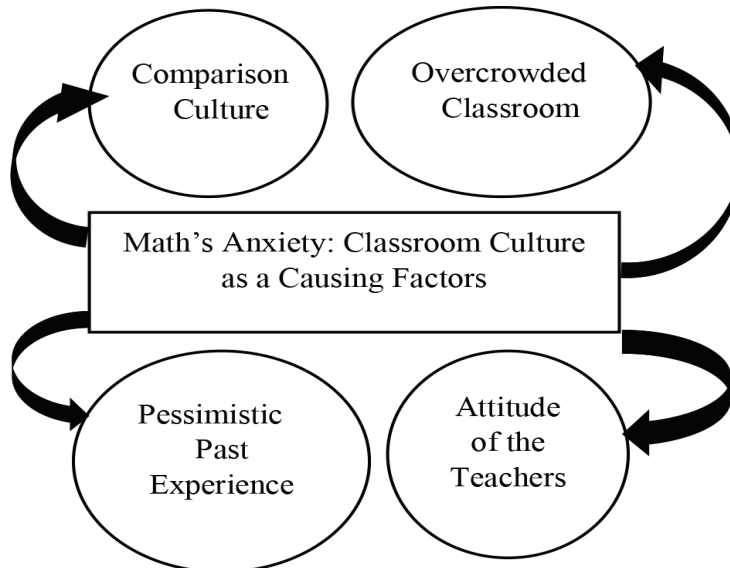 Comparison
Culture
Overcrowded
Classroom
Math's Anxiety: Classroom Culture
as a Causing Factors
Pessimistic
Past
Experience
Attitude
of the
Teachers